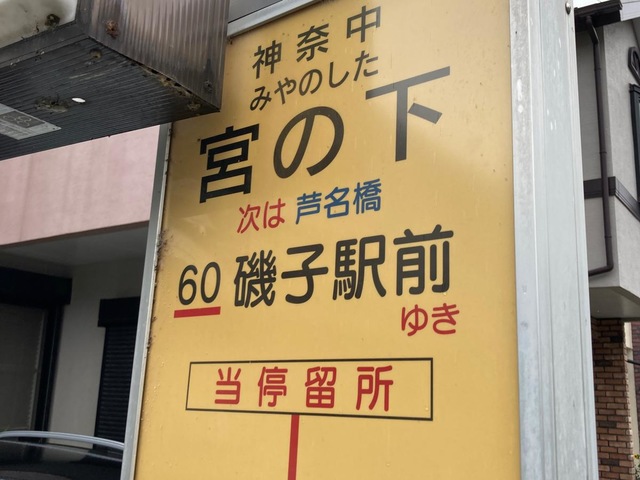 神奈中
みやのした
宮の下
次は 芦名橋
60 磯子駅前
ゆき
当停留所